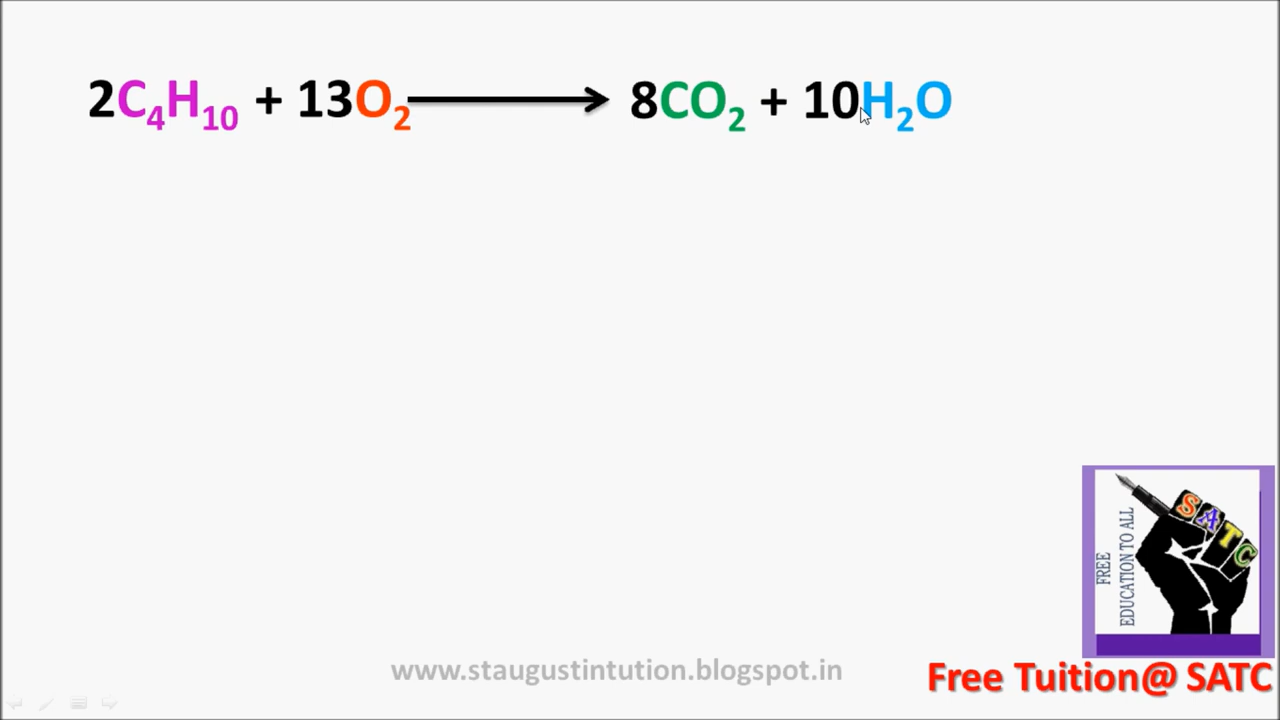 2C₄H₁₀ + 13O₂ ⟶ 8CO₂ + 10H₂O
SATC
FREE
EDUCATION TO ALL
www.staugustintution.blogspot.in
Free Tuition@ SATC